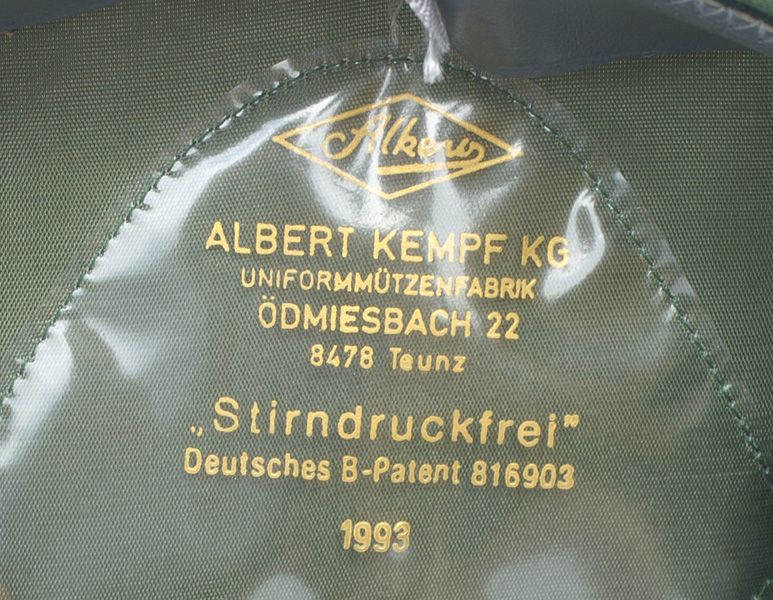 Alkero
ALBERT KEMPF KG
UNIFORMMÜTZENFABRIK
ÖDMIESBACH 22
8478 Teunz
„Stirndruckfrei”
Deutsches B-Patent 816903
1993